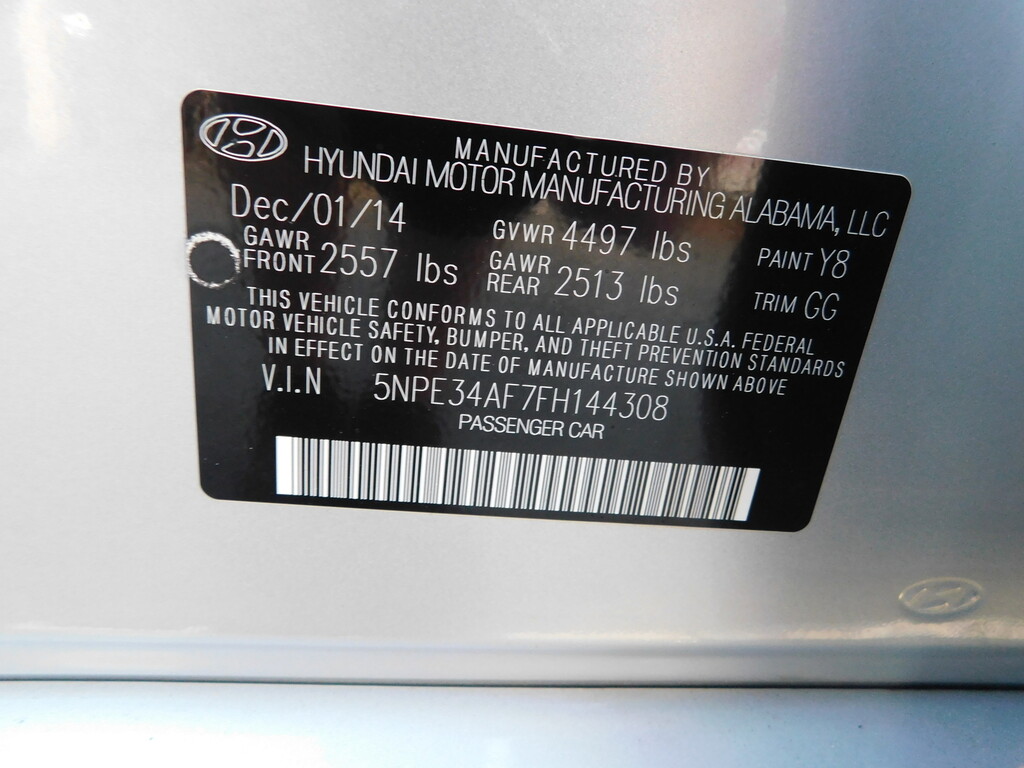 MANUFACTURED BY
HYUNDAI MOTOR MANUFACTURING ALABAMA, LLC
Dec/01/14 GVWR 4497 lbs PAINT Y8
GAWR FRONT 2557 lbs GAWR REAR 2513 lbs TRIM GG
THIS VEHICLE CONFORMS TO ALL APPLICABLE U.S.A. FEDERAL
MOTOR VEHICLE SAFETY, BUMPER, AND THEFT PREVENTION STANDARDS
IN EFFECT ON THE DATE OF MANUFACTURE SHOWN ABOVE
V.I.N 5NPE34AF7FH144308
PASSENGER CAR